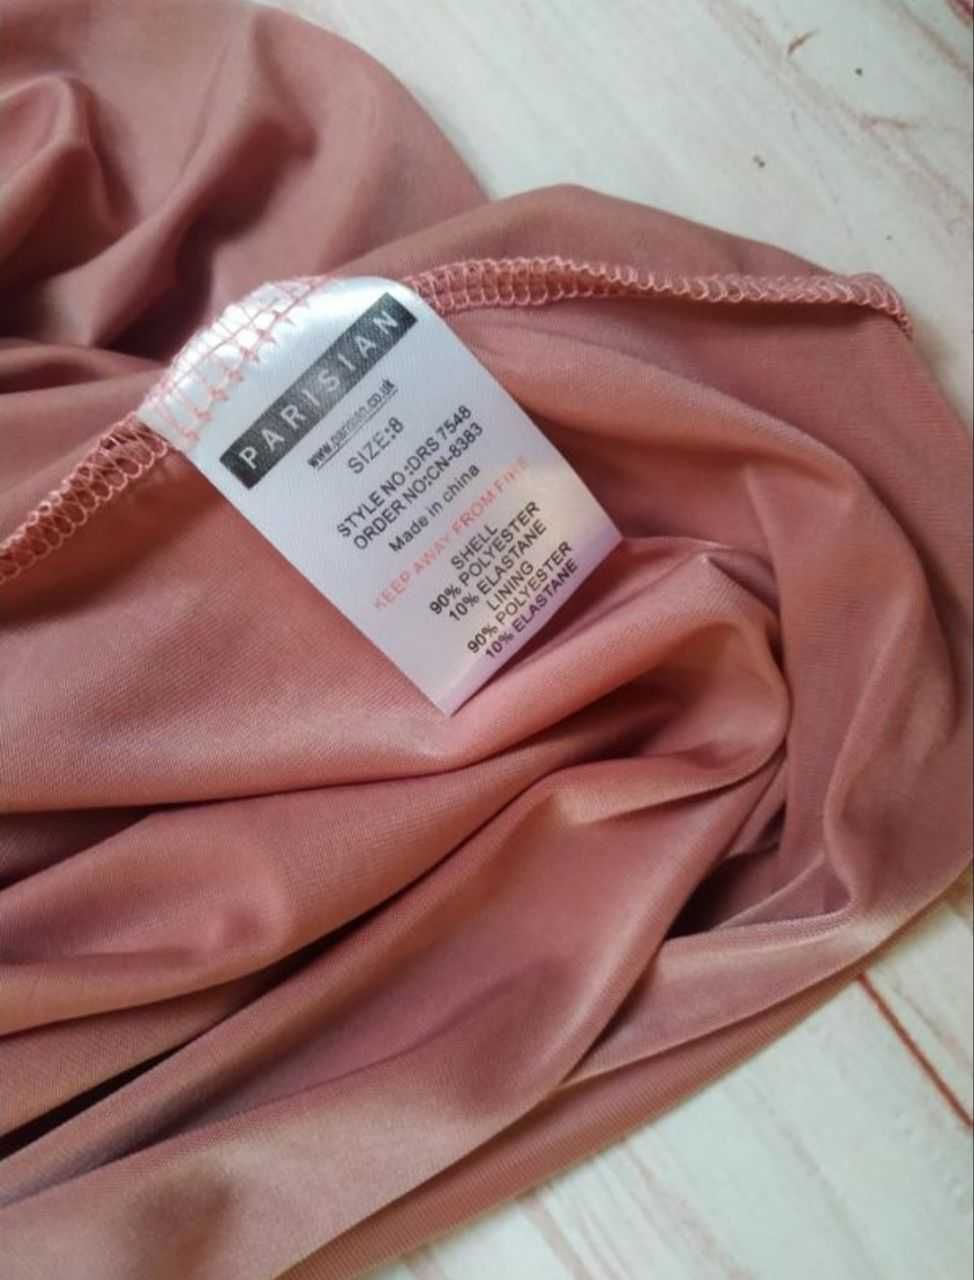 PARISIAN
www.parisian.co.uk
SIZE:8
STYLE NO.:DRS 7548
ORDER NO:CN-8383
Made in china
KEEP AWAY FROM FIRE
SHELL
90% POLYESTER
10% ELASTANE
LINING
90% POLYESTER
10% ELASTANE